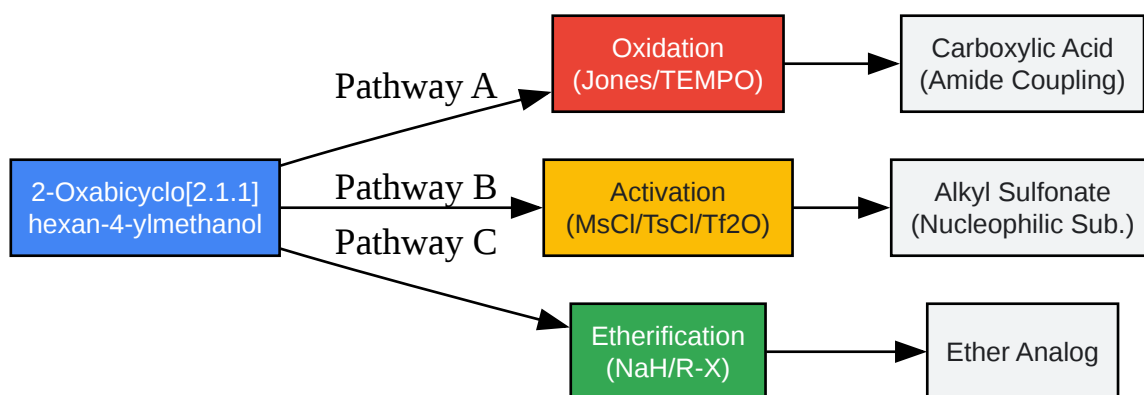 Oxidation
(Jones/TEMPO)
Carboxylic Acid
(Amide Coupling)
Pathway A
2-Oxabicyclo[2.1.1]
hexan-4-ylmethanol
Pathway B
Activation
(MsCl/TsCl/Tf2O)
Alkyl Sulfonate
(Nucleophilic Sub.)
Pathway C
Etherification
(NaH/R-X)
Ether Analog